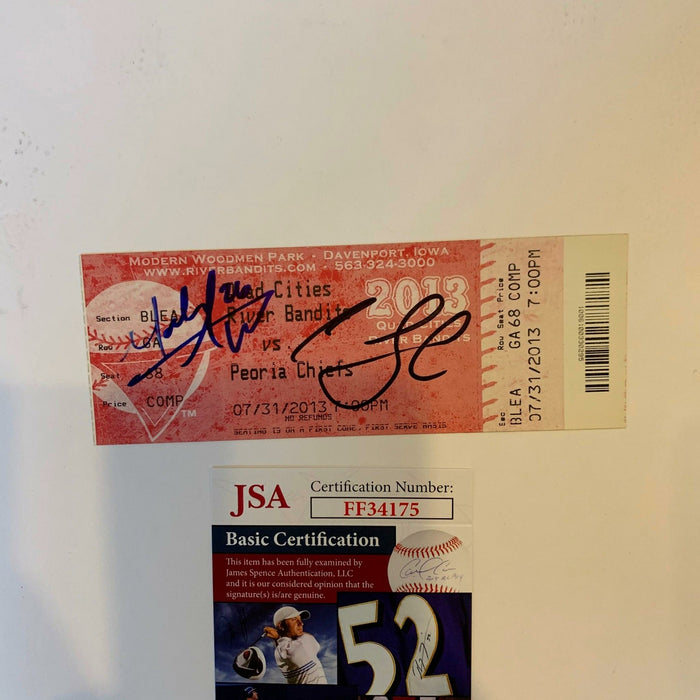 MODERN WOODMEN PARK - DAVENPORT, IOWA
WWW.RIVERBANDITS.COM - 563-324-3000
ad Cities
Section BLEA River Bandits
Row GA vs.
Seat 68 Peoria Chiefs
Price COMP 07/31/2013 7:00PM
NO REFUNDS
SEATING IS ON A FIRST COME, FIRST SERVE BASIS
TM
2013
QUAD CITIES
RIVER BANDITS
Sec Row Seat Price
BLEA GA 68 COMP
07/31/2013 7:00PM
JSA
Certification Number:
FF34175
Basic Certification
This item has been fully examined by
James Spence Authentication, LLC
and it is our considered opinion that the
signature(s) is/are genuine.
52